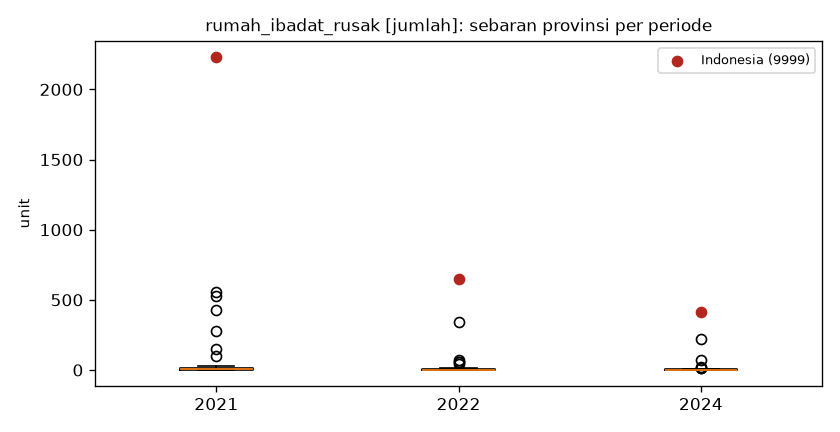 rumah_ibadat_rusak [jumlah]: sebaran provinsi per periode
Indonesia (9999)
2000
1500
1000
500
0
unit
2021
2022
2024